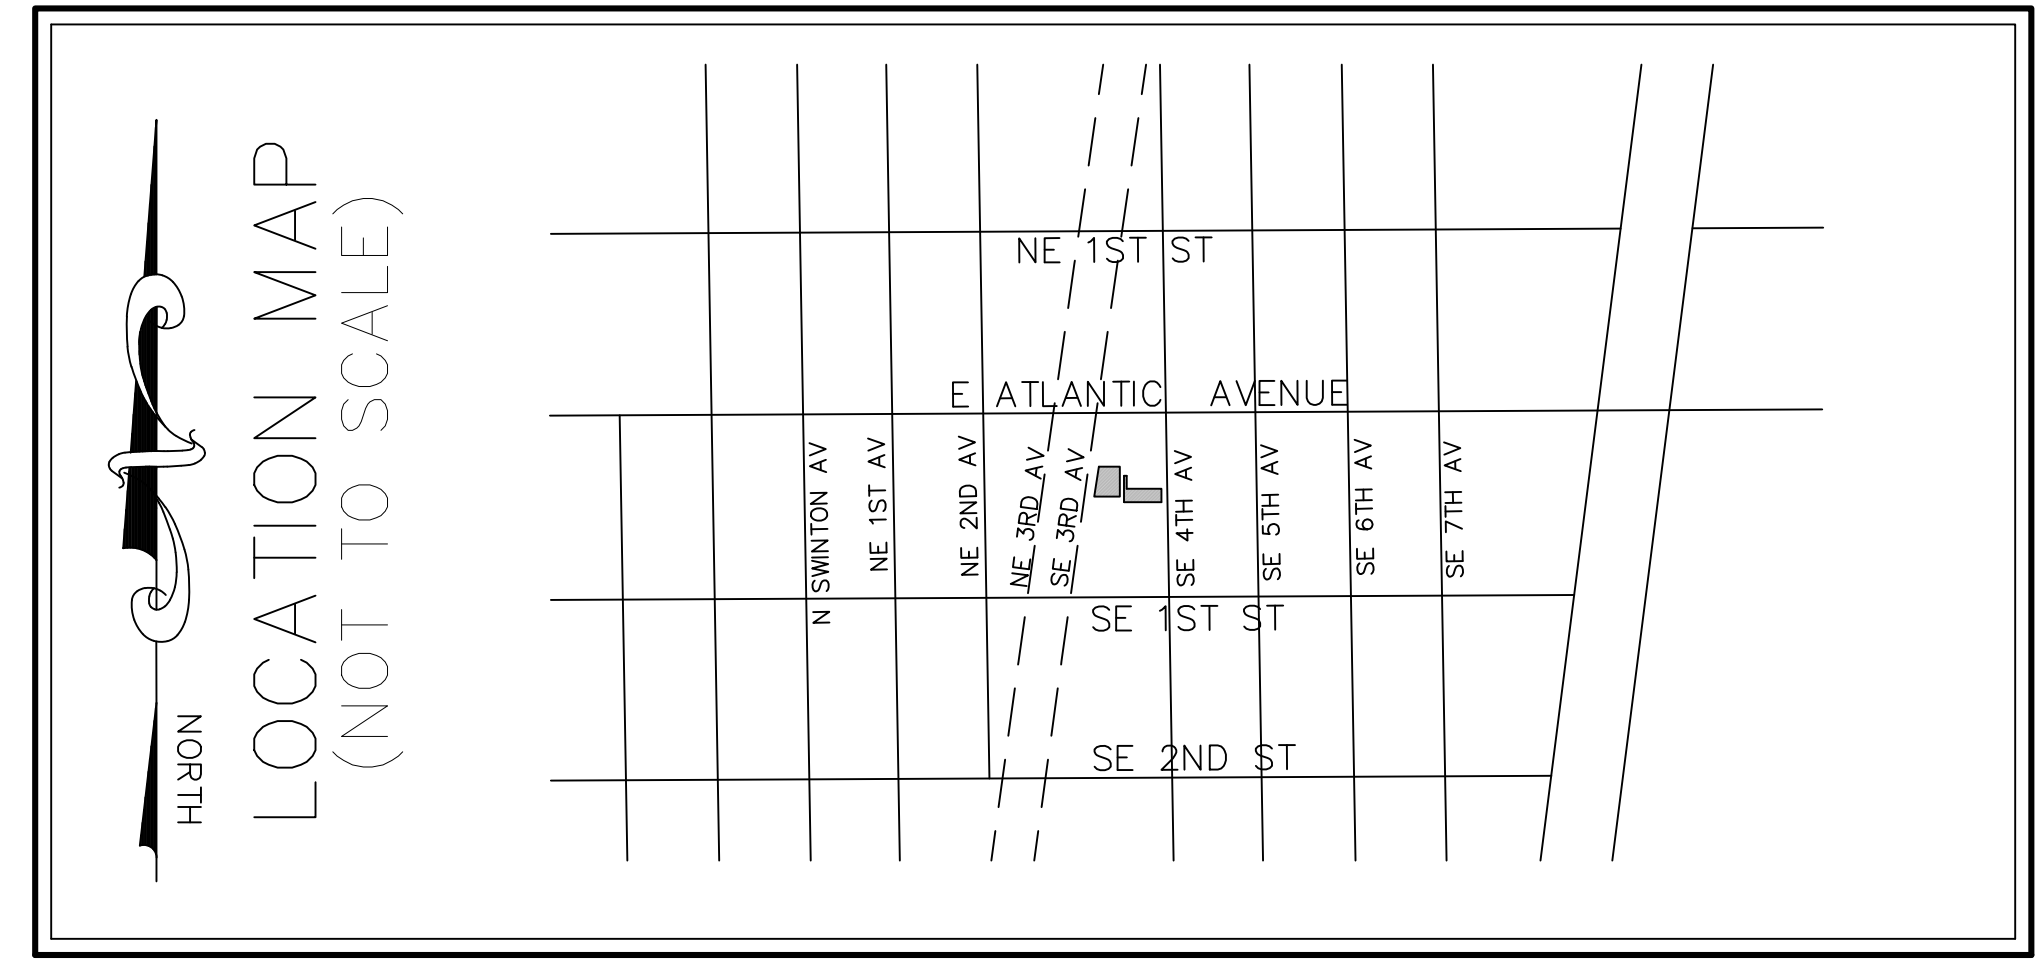 NORTH
LOCATION MAP
(NOT TO SCALE)
NE 1ST ST
E ATLANTIC AVENUE
N SWINTON AV
NE 1ST AV
NE 2ND AV
NE 3RD AV
SE 3RD AV
SE 4TH AV
SE 5TH AV
SE 6TH AV
SE 7TH AV
SE 1ST ST
SE 2ND ST